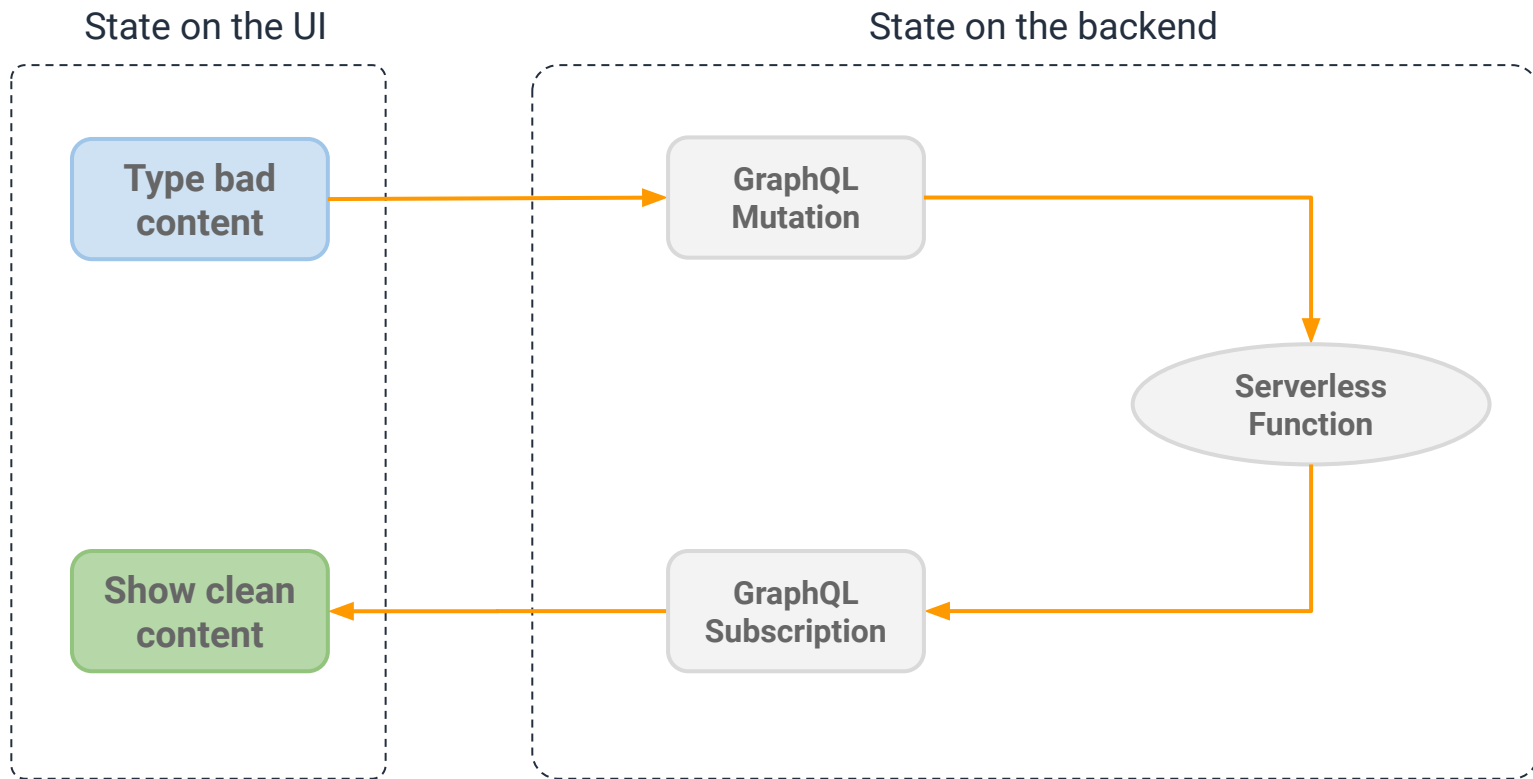 State on the UI
State on the backend
Type bad
content
GraphQL
Mutation
Serverless
Function
Show clean
content
GraphQL
Subscription